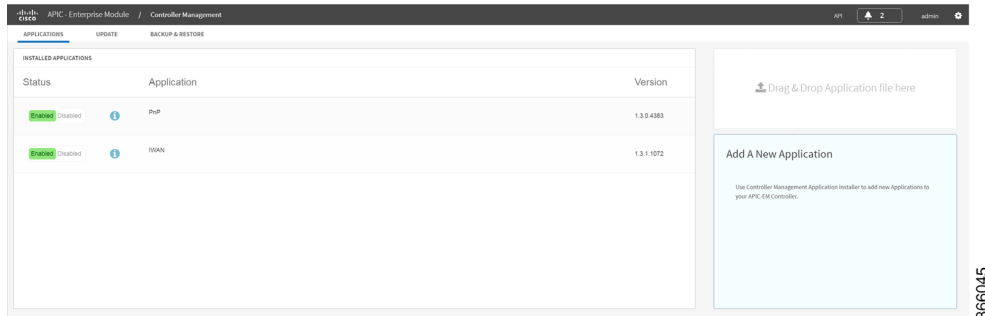 CISCO APIC - Enterprise Module / Controller Management API 2 admin
APPLICATIONS UPDATE BACKUP & RESTORE
INSTALLED APPLICATIONS
Status Application Version
Enabled Disabled PnP 1.3.0.4383
Enabled Disabled IWAN 1.3.1.1072
Drag & Drop Application file here
Add A New Application
Use Controller Management Application installer to add new Applications to
your APIC-EM Controller.
366045